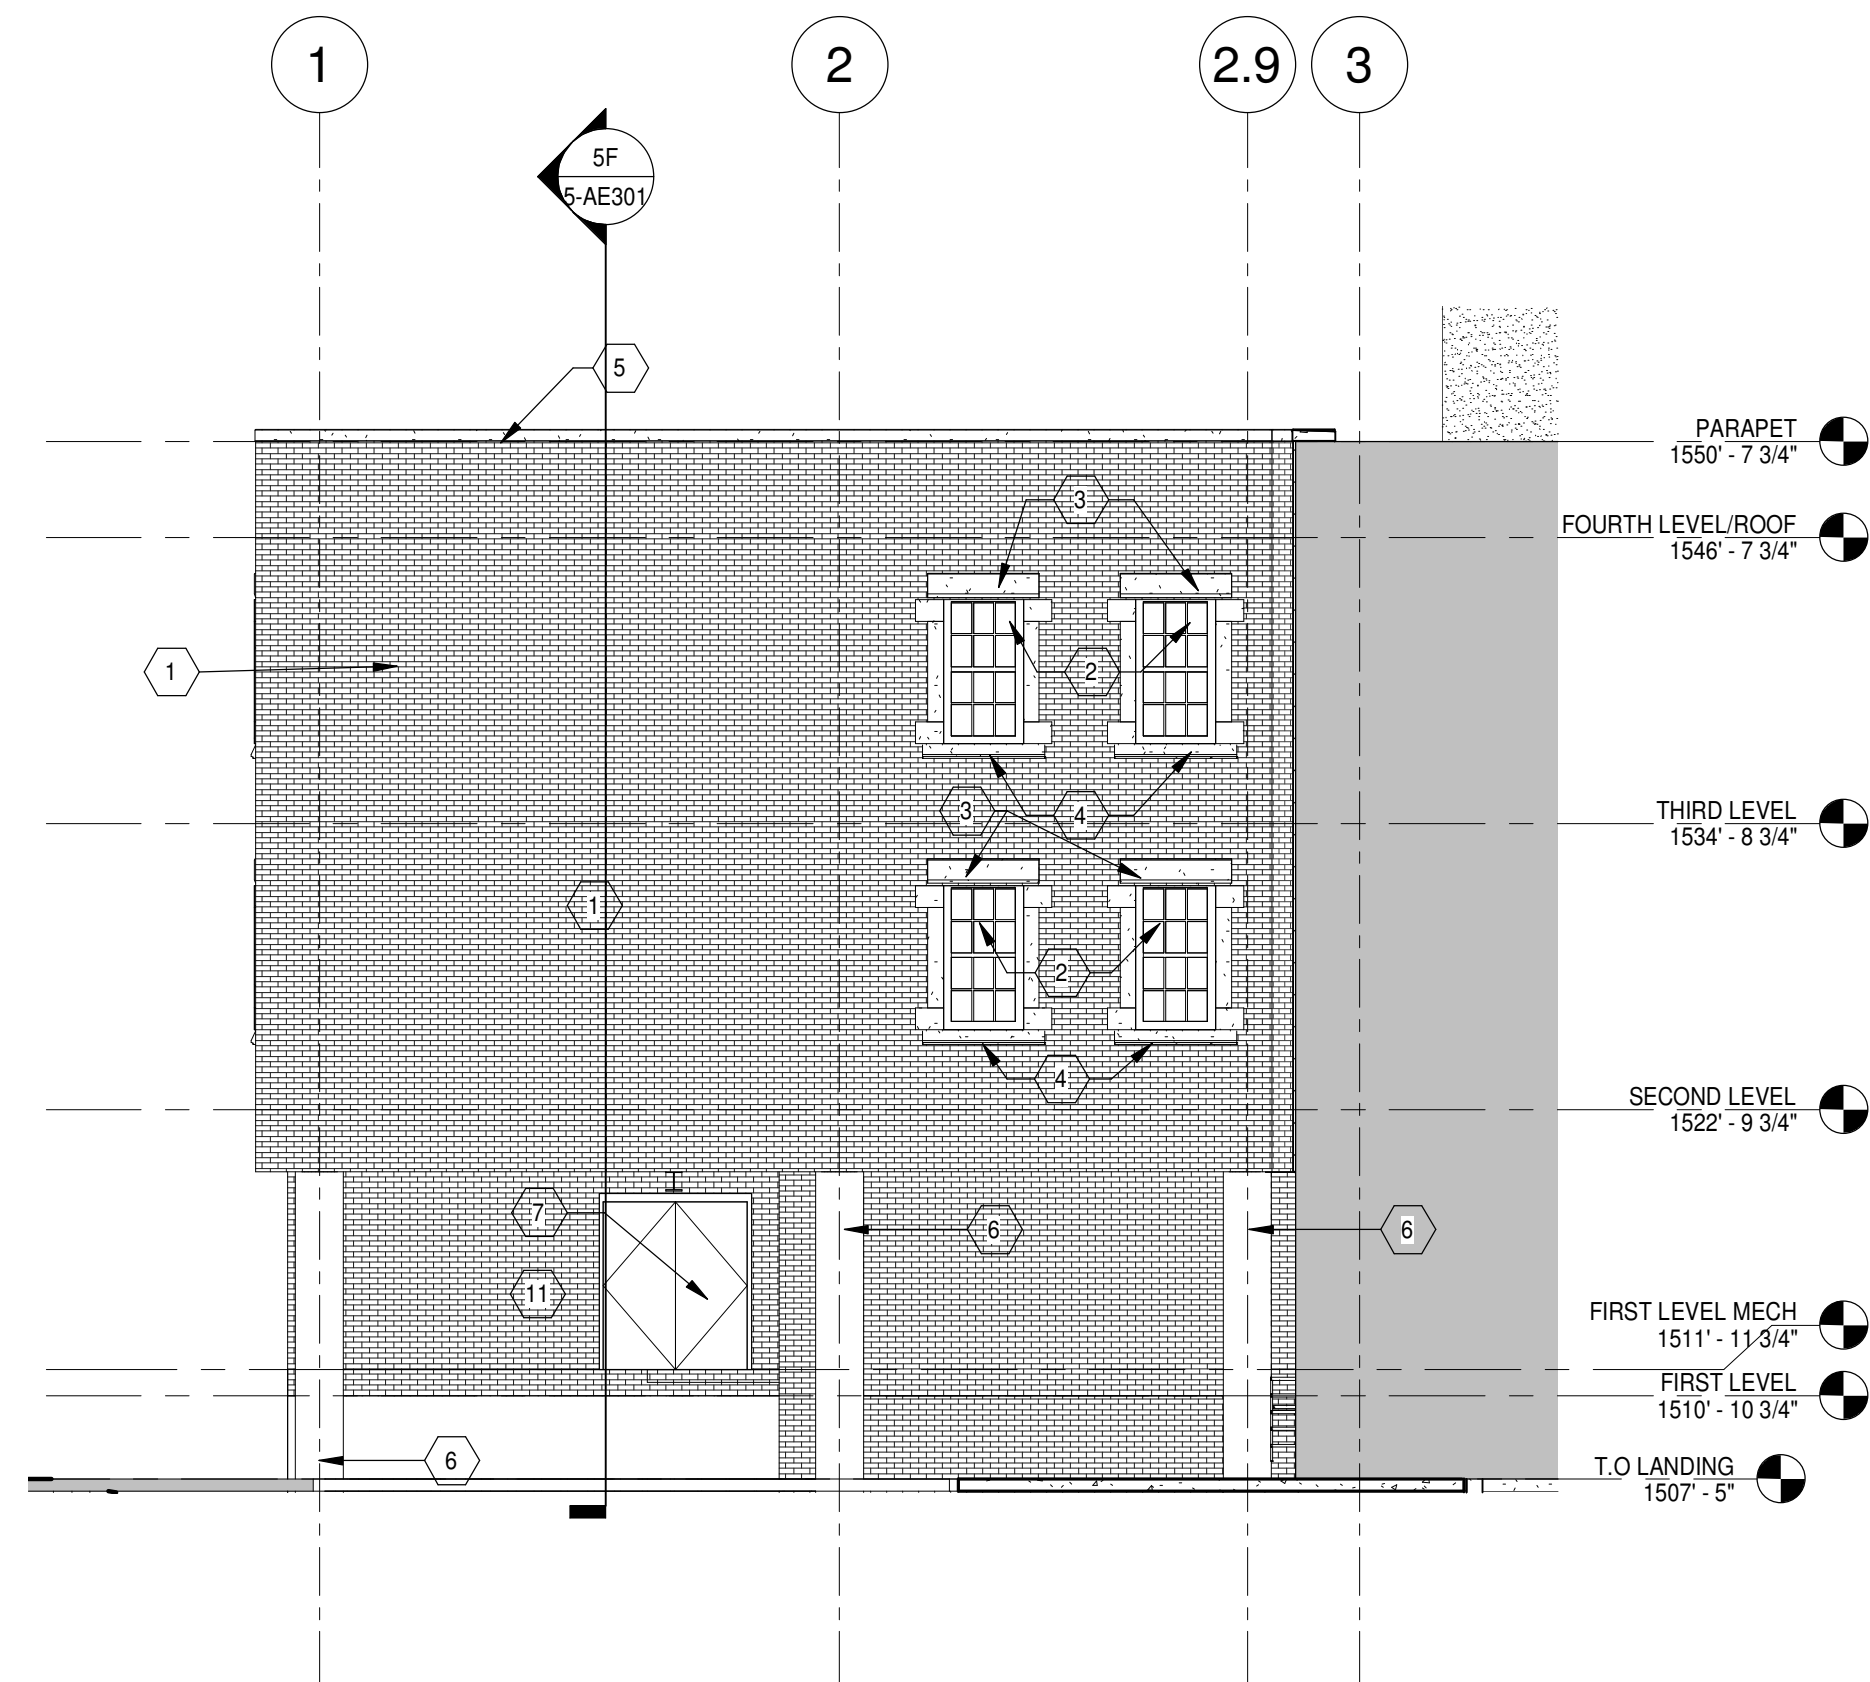 1
2
2.9
3
5F
5-AE301
5
PARAPET
1550' - 7 3/4"
3
FOURTH LEVEL/ROOF
1546' - 7 3/4"
1
2
3
4
THIRD LEVEL
1534' - 8 3/4"
1
2
4
SECOND LEVEL
1522' - 9 3/4"
7
6
6
11
FIRST LEVEL MECH
1511' - 11 3/4"
FIRST LEVEL
1510' - 10 3/4"
6
T.O LANDING
1507' - 5"